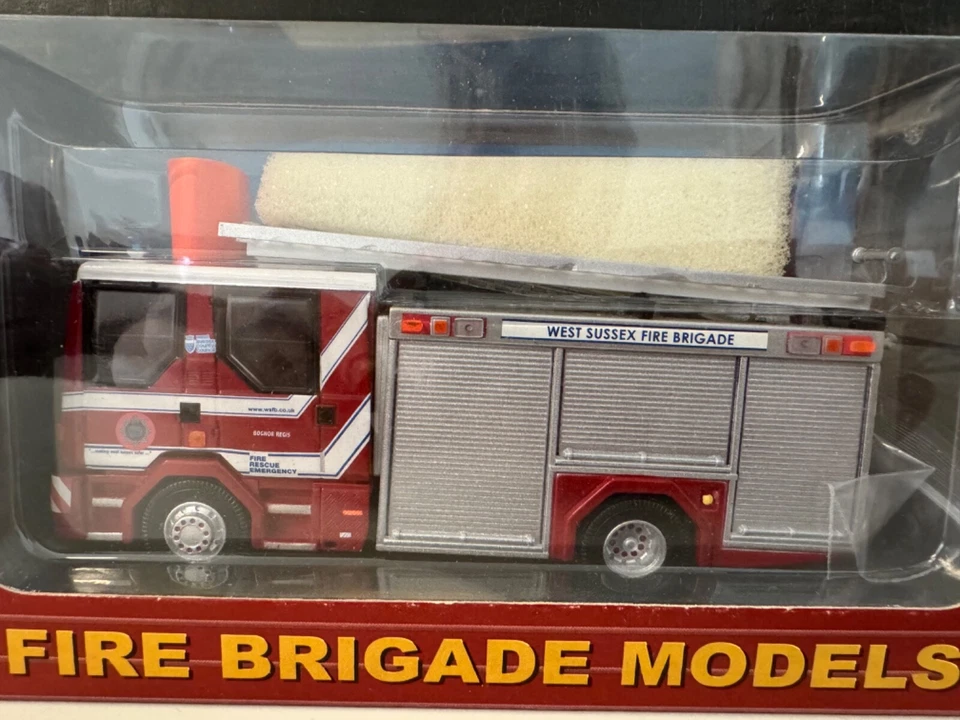 WEST SUSSEX FIRE BRIGADE
www.wsfb.co.uk
BOGNOR REGIS
FIRE
RESCUE
EMERGENCY
FIRE BRIGADE MODELS